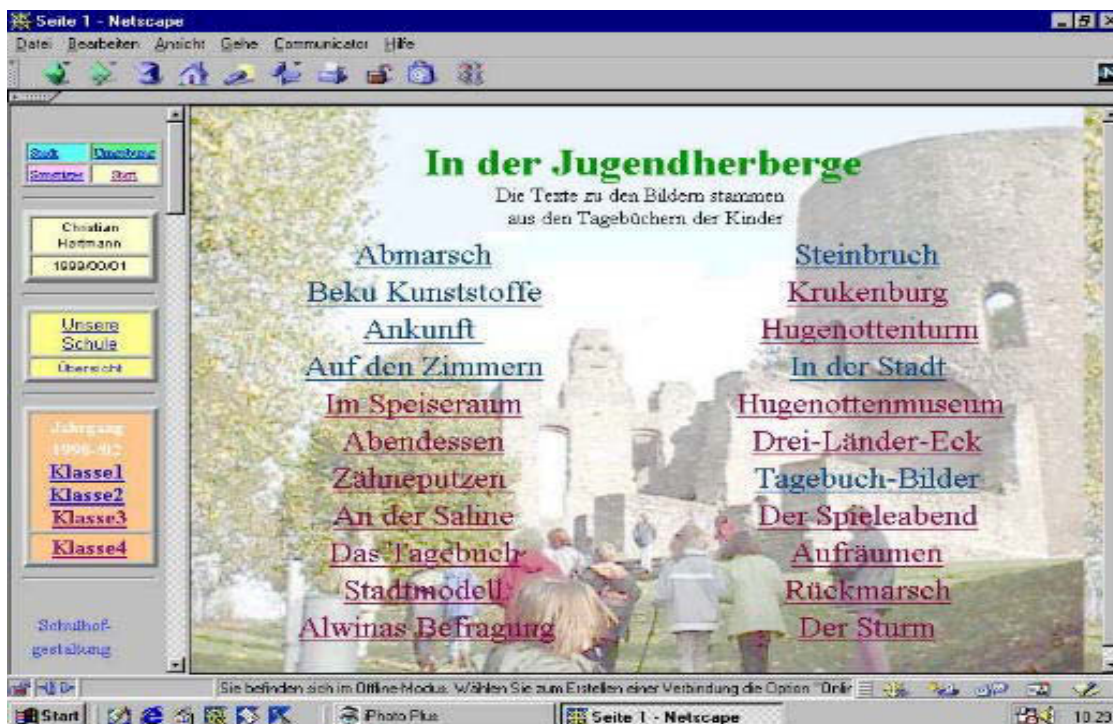 Seite 1 - Netscape
Datei Bearbeiten Ansicht Gehe Communicator Hilfe
Stadt Umgebung
Sonstiges Start
Christian
Hartmann
1999/00/01
Unsere
Schule
Übersicht
Jahrgang
1998-/02
Klasse1
Klasse2
Klasse3
Klasse4
Schulhof-
gestaltung
In der Jugendherberge
Die Texte zu den Bildern stammen
aus den Tagebüchern der Kinder
Abmarsch
Beku Kunststoffe
Ankunft
Auf den Zimmern
Im Speiseraum
Abendessen
Zähneputzen
An der Saline
Das Tagebuch
Stadtmodell
Alwinas Befragung
Steinbruch
Krukenburg
Hugenottenturm
In der Stadt
Hugenottenmuseum
Drei-Länder-Eck
Tagebuch-Bilder
Der Spieleabend
Aufräumen
Rückmarsch
Der Sturm
Sie befinden sich im Offline-Modus. Wählen Sie zum Erstellen einer Verbindung die Option "Onlin
Start iPhoto Plus Seite 1 - Netscape